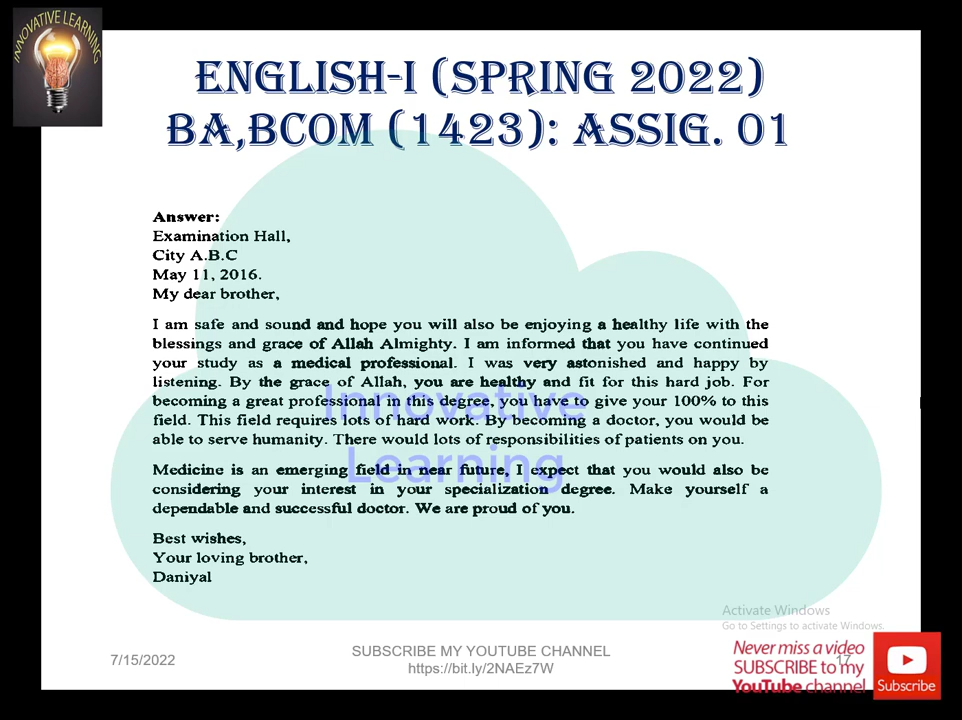 INNOVATIVE LEARNING
ENGLISH-I (SPRING 2022)
BA,BCOM (1423): ASSIG. 01
Answer:
Examination Hall,
City A.B.C
May 11, 2016.
My dear brother,
I am safe and sound and hope you will also be enjoying a healthy life with the
blessings and grace of Allah Almighty. I am informed that you have continued
your study as a medical professional. I was very astonished and happy by
listening. By the grace of Allah, you are healthy and fit for this hard job. For
becoming a great professional in this degree, you have to give your 100% to this
field. This field requires lots of hard work. By becoming a doctor, you would be
able to serve humanity. There would lots of responsibilities of patients on you.
Medicine is an emerging field in near future, I expect that you would also be
considering your interest in your specialization degree. Make yourself a
dependable and successful doctor. We are proud of you.
Best wishes,
Your loving brother,
Daniyal
Innovative
Learning
Activate Windows
Go to Settings to activate Windows.
7/15/2022
SUBSCRIBE MY YOUTUBE CHANNEL
https://bit.ly/2NAEz7W
17
Never miss a video
SUBSCRIBE to my
YouTube channel
Subscribe